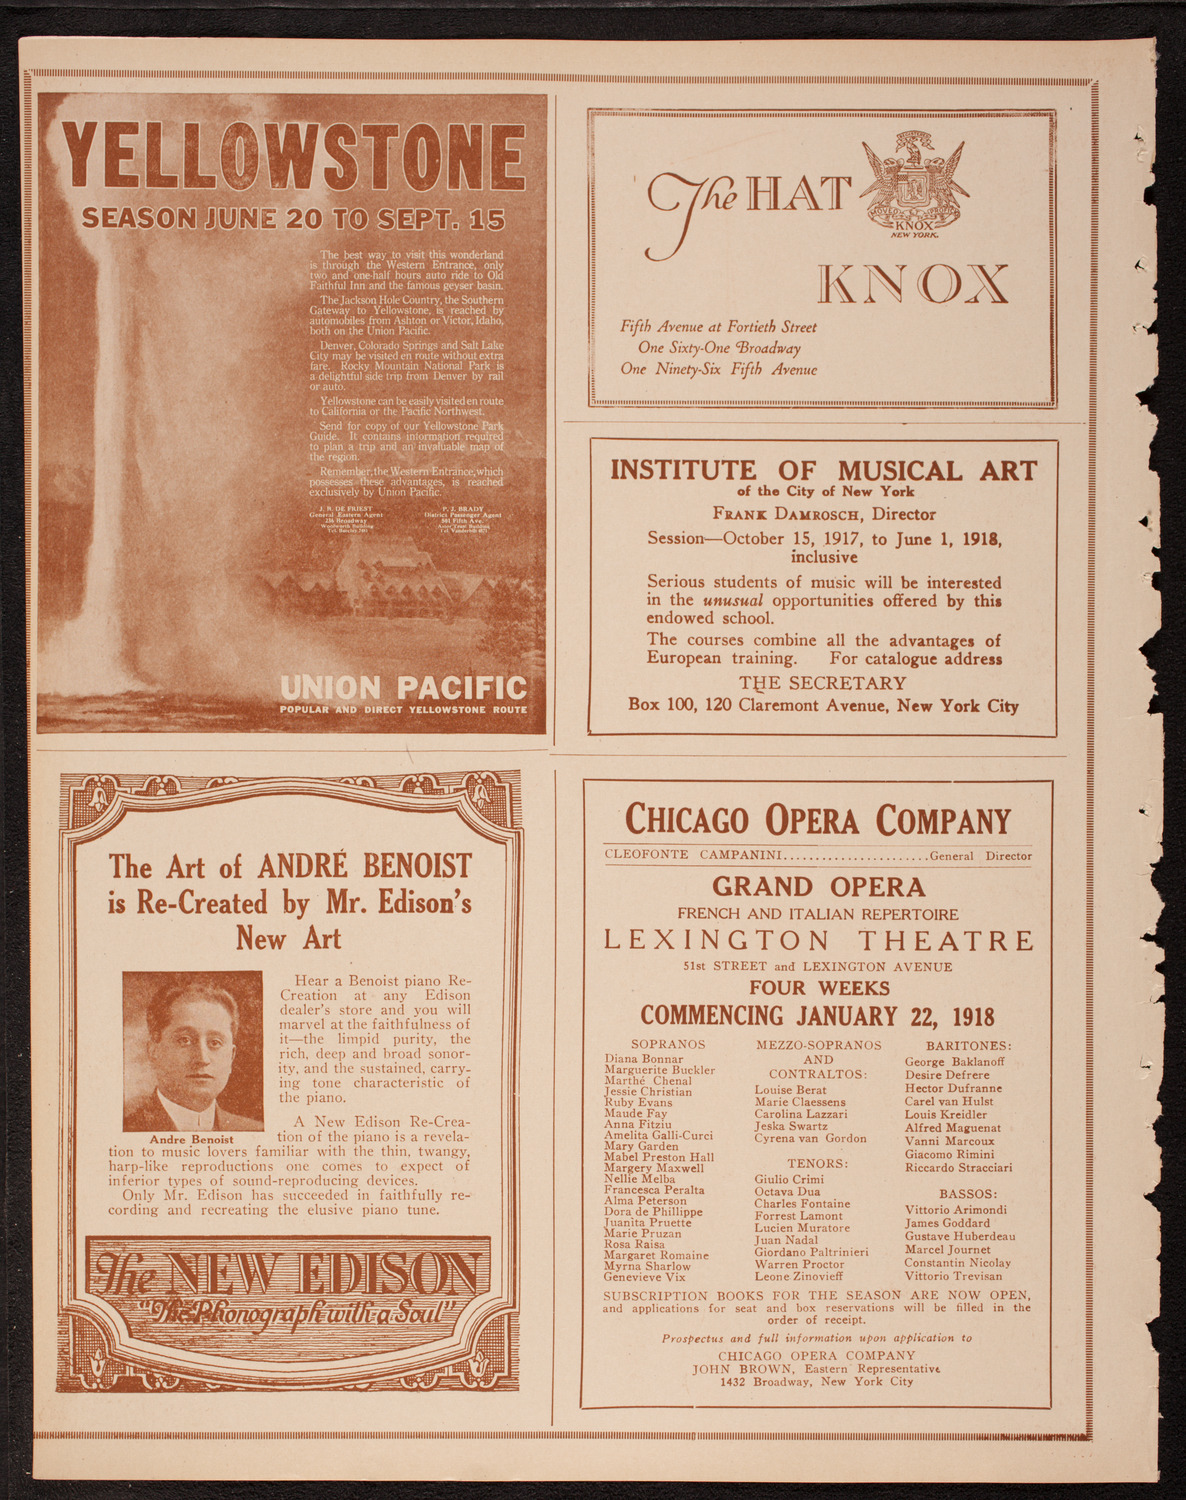 YELLOWSTONE
SEASON JUNE 20 TO SEPT. 15
The best way to visit this wonderland
is through the Western Entrance, only
two and one-half hours auto ride to Old
Faithful Inn and the famous geyser basin.
The Jackson Hole Country, the Southern
Gateway to Yellowstone, is reached by
automobiles from Ashton or Victor, Idaho,
both on the Union Pacific.
Denver, Colorado Springs and Salt Lake
City may be visited en route without extra
fare. Rocky Mountain National Park is
a delightful side trip from Denver by rail
or auto.
Yellowstone can be easily visited en route
to California or the Pacific Northwest.
Send for copy of our Yellowstone Park
Guide. It contains information required
to plan a trip and an invaluable map of
the region.
Remember, the Western Entrance, which
possesses these advantages, is reached
exclusively by Union Pacific.
J. B. DE FRIEST
General Eastern Agent
Broadway
Woolworth Building
P. J. BRADY
District Passenger Agent
501 Fifth Ave.
Astor Trust Building
UNION PACIFIC
POPULAR AND DIRECT YELLOWSTONE ROUTE
The HAT
KNOX
NEW YORK.
KNOX
Fifth Avenue at Fortieth Street
One Sixty-One Broadway
One Ninety-Six Fifth Avenue
INSTITUTE OF MUSICAL ART
of the City of New York
FRANK DAMROSCH, Director
Session—October 15, 1917, to June 1, 1918,
inclusive
Serious students of music will be interested
in the unusual opportunities offered by this
endowed school.
The courses combine all the advantages of
European training. For catalogue address
THE SECRETARY
Box 100, 120 Claremont Avenue, New York City
The Art of ANDRÉ BENOIST
is Re-Created by Mr. Edison's
New Art
Hear a Benoist piano Re-
Creation at any Edison
dealer's store and you will
marvel at the faithfulness of
it—the limpid purity, the
rich, deep and broad sonor-
ity, and the sustained, carry-
ing tone characteristic of
the piano.
Andre Benoist
A New Edison Re-Crea-
tion of the piano is a revela-
tion to music lovers familiar with the thin, twangy,
harp-like reproductions one comes to expect of
inferior types of sound-reproducing devices.
Only Mr. Edison has succeeded in faithfully re-
cording and recreating the elusive piano tune.
The NEW EDISON
"The Phonograph with a Soul"
CHICAGO OPERA COMPANY
CLEOFONTE CAMPANINI.......................General Director
GRAND OPERA
FRENCH AND ITALIAN REPERTOIRE
LEXINGTON THEATRE
51st STREET and LEXINGTON AVENUE
FOUR WEEKS
COMMENCING JANUARY 22, 1918
SOPRANOS
Diana Bonnar
Marguerite Buckler
Marthé Chenal
Jessie Christian
Ruby Evans
Maude Fay
Anna Fitziu
Amelita Galli-Curci
Mary Garden
Mabel Preston Hall
Margery Maxwell
Nellie Melba
Francesca Peralta
Alma Peterson
Dora de Phillippe
Juanita Pruette
Marie Pruzan
Rosa Raisa
Margaret Romaine
Myrna Sharlow
Genevieve Vix
MEZZO-SOPRANOS
AND
CONTRALTOS:
Louise Berat
Marie Claessens
Carolina Lazzari
Jeska Swartz
Cyrena van Gordon
TENORS:
Giulio Crimi
Octava Dua
Charles Fontaine
Forrest Lamont
Lucien Muratore
Juan Nadal
Giordano Paltrinieri
Warren Proctor
Leone Zinovieff
BARITONES:
George Baklanoff
Desire Defrere
Hector Dufranne
Carel van Hulst
Louis Kreidler
Alfred Maguenat
Vanni Marcoux
Giacomo Rimini
Riccardo Stracciari
BASSOS:
Vittorio Arimondi
James Goddard
Gustave Huberdeau
Marcel Journet
Constantin Nicolay
Vittorio Trevisan
SUBSCRIPTION BOOKS FOR THE SEASON ARE NOW OPEN,
and applications for seat and box reservations will be filled in the
order of receipt.
Prospectus and full information upon application to
CHICAGO OPERA COMPANY
JOHN BROWN, Eastern Representative
1432 Broadway, New York City